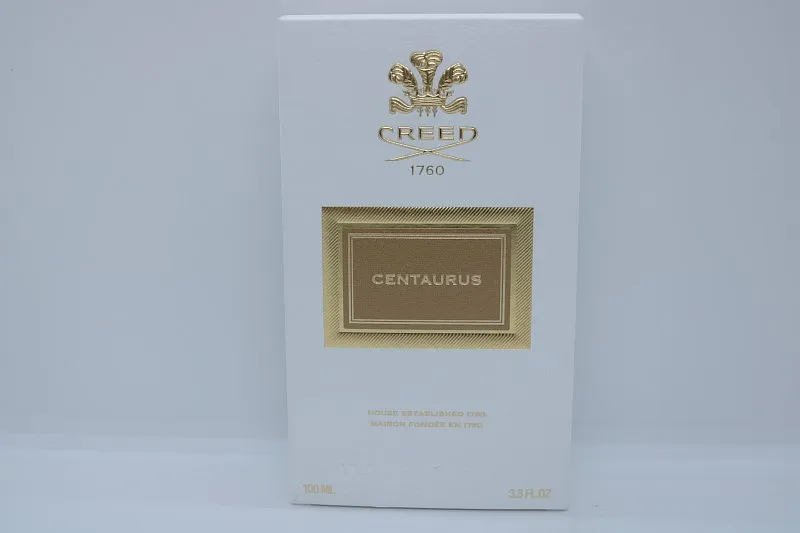 CREED
1760
CENTAURUS
HOUSE ESTABLISHED 1760
MAISON FONDÉE EN 1760
100 ML
3.3 FL.OZ